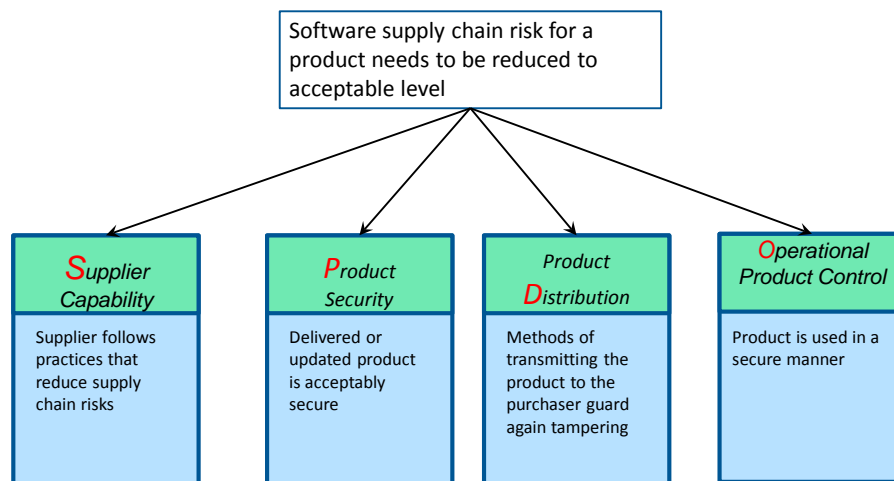 Software supply chain risk for a
product needs to be reduced to
acceptable level
Supplier
Capability
Supplier follows
practices that
reduce supply
chain risks
Product
Security
Delivered or
updated product
is acceptably
secure
Product
Distribution
Methods of
transmitting the
product to the
purchaser guard
again tampering
Operational
Product Control
Product is used in a
secure manner